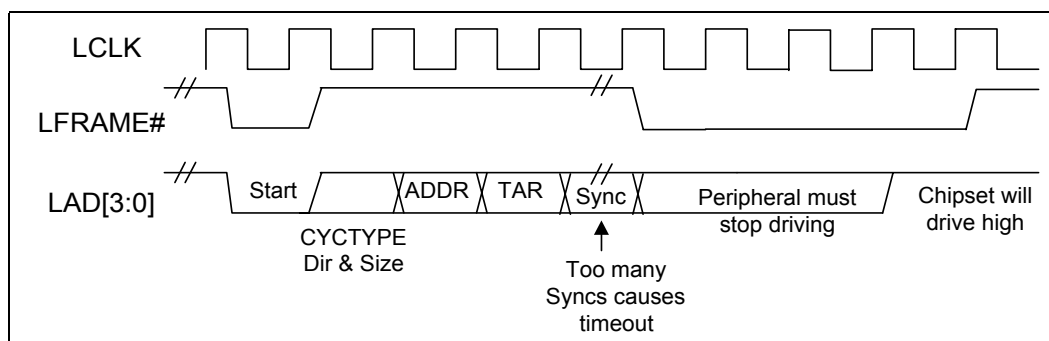 LCLK
LFRAME#
LAD[3:0]
Start
ADDR
TAR
Sync
Peripheral must
stop driving
Chipset will
drive high
CYCTYPE
Dir & Size
Too many
Syncs causes
timeout